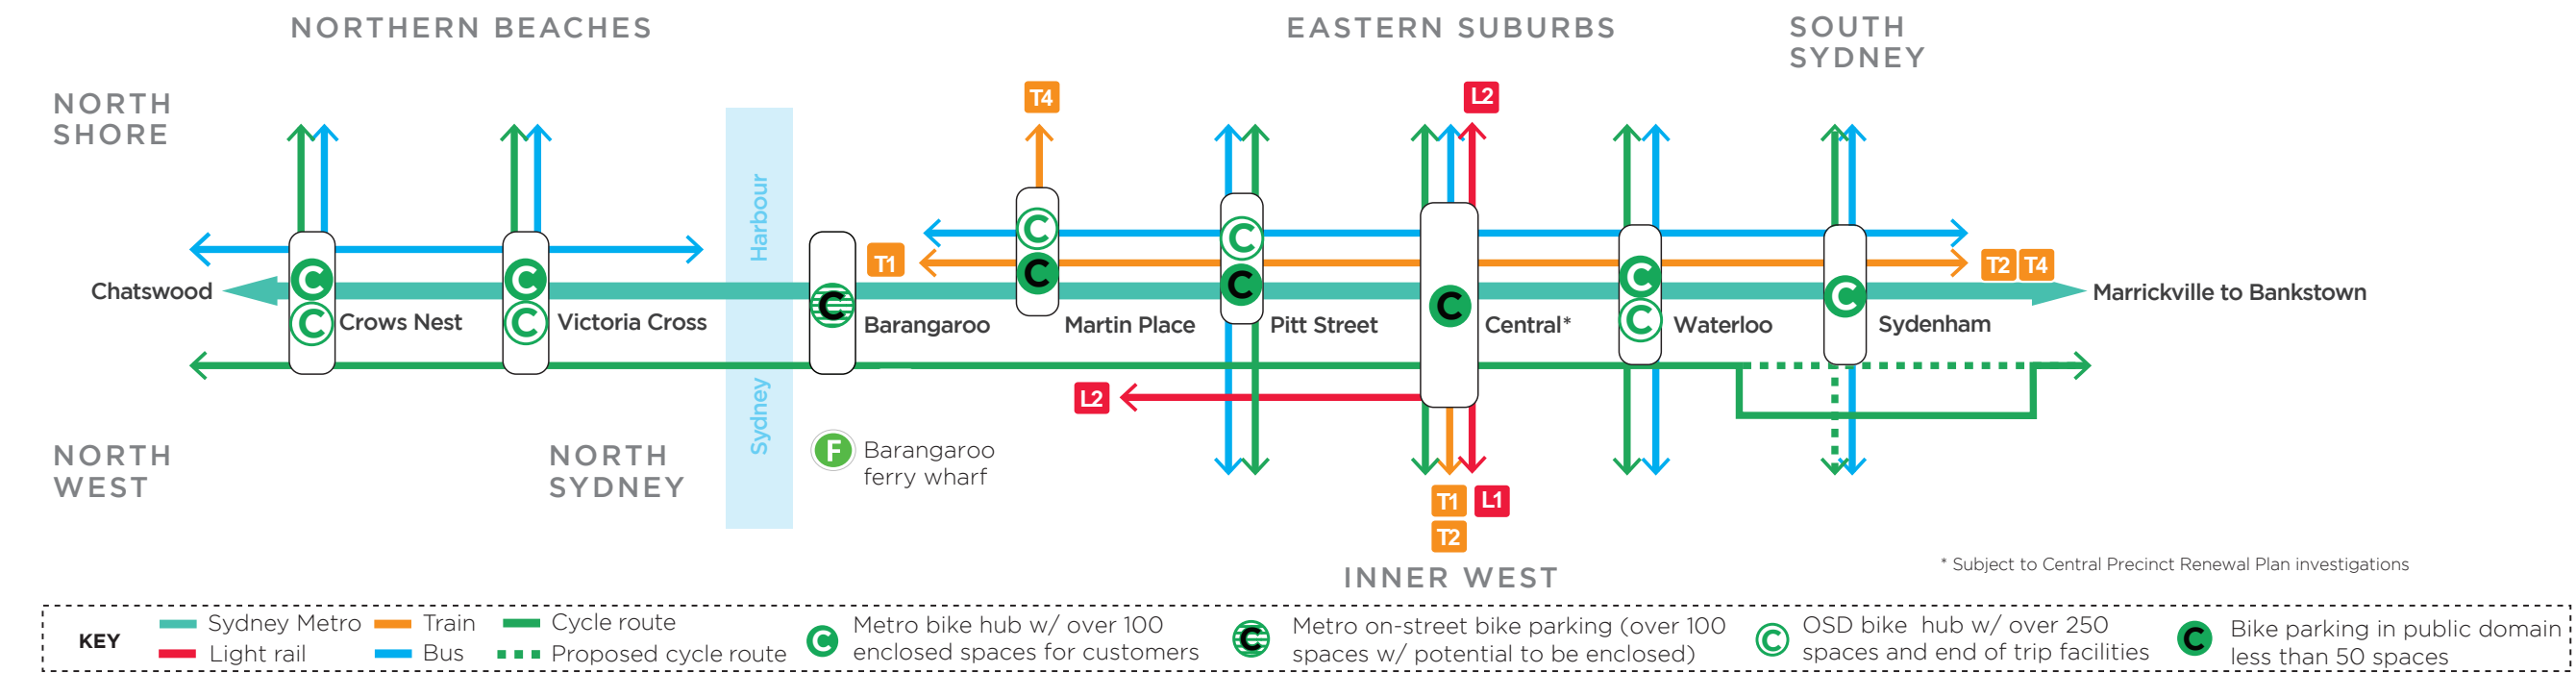 NORTHERN BEACHES
EASTERN SUBURBS
SOUTH
SYDNEY
NORTH
SHORE
T4
L2
Sydney Harbour
T1
T2 T4
C
C
C
C
C
C
C
C
C
C
C
C
C
Chatswood
Marrickville to Bankstown
Crows Nest
Victoria Cross
Barangaroo
Martin Place
Pitt Street
Central*
Waterloo
Sydenham
L2
NORTH
WEST
NORTH
SYDNEY
F
Barangaroo
ferry wharf
T1 L1
T2
INNER WEST
* Subject to Central Precinct Renewal Plan investigations
KEY
Sydney Metro
Light rail
Train
Bus
Cycle route
Proposed cycle route
C
Metro bike hub w/ over 100
enclosed spaces for customers
C
Metro on-street bike parking (over 100
spaces w/ potential to be enclosed)
C
OSD bike hub w/ over 250
spaces and end of trip facilities
C
Bike parking in public domain
less than 50 spaces